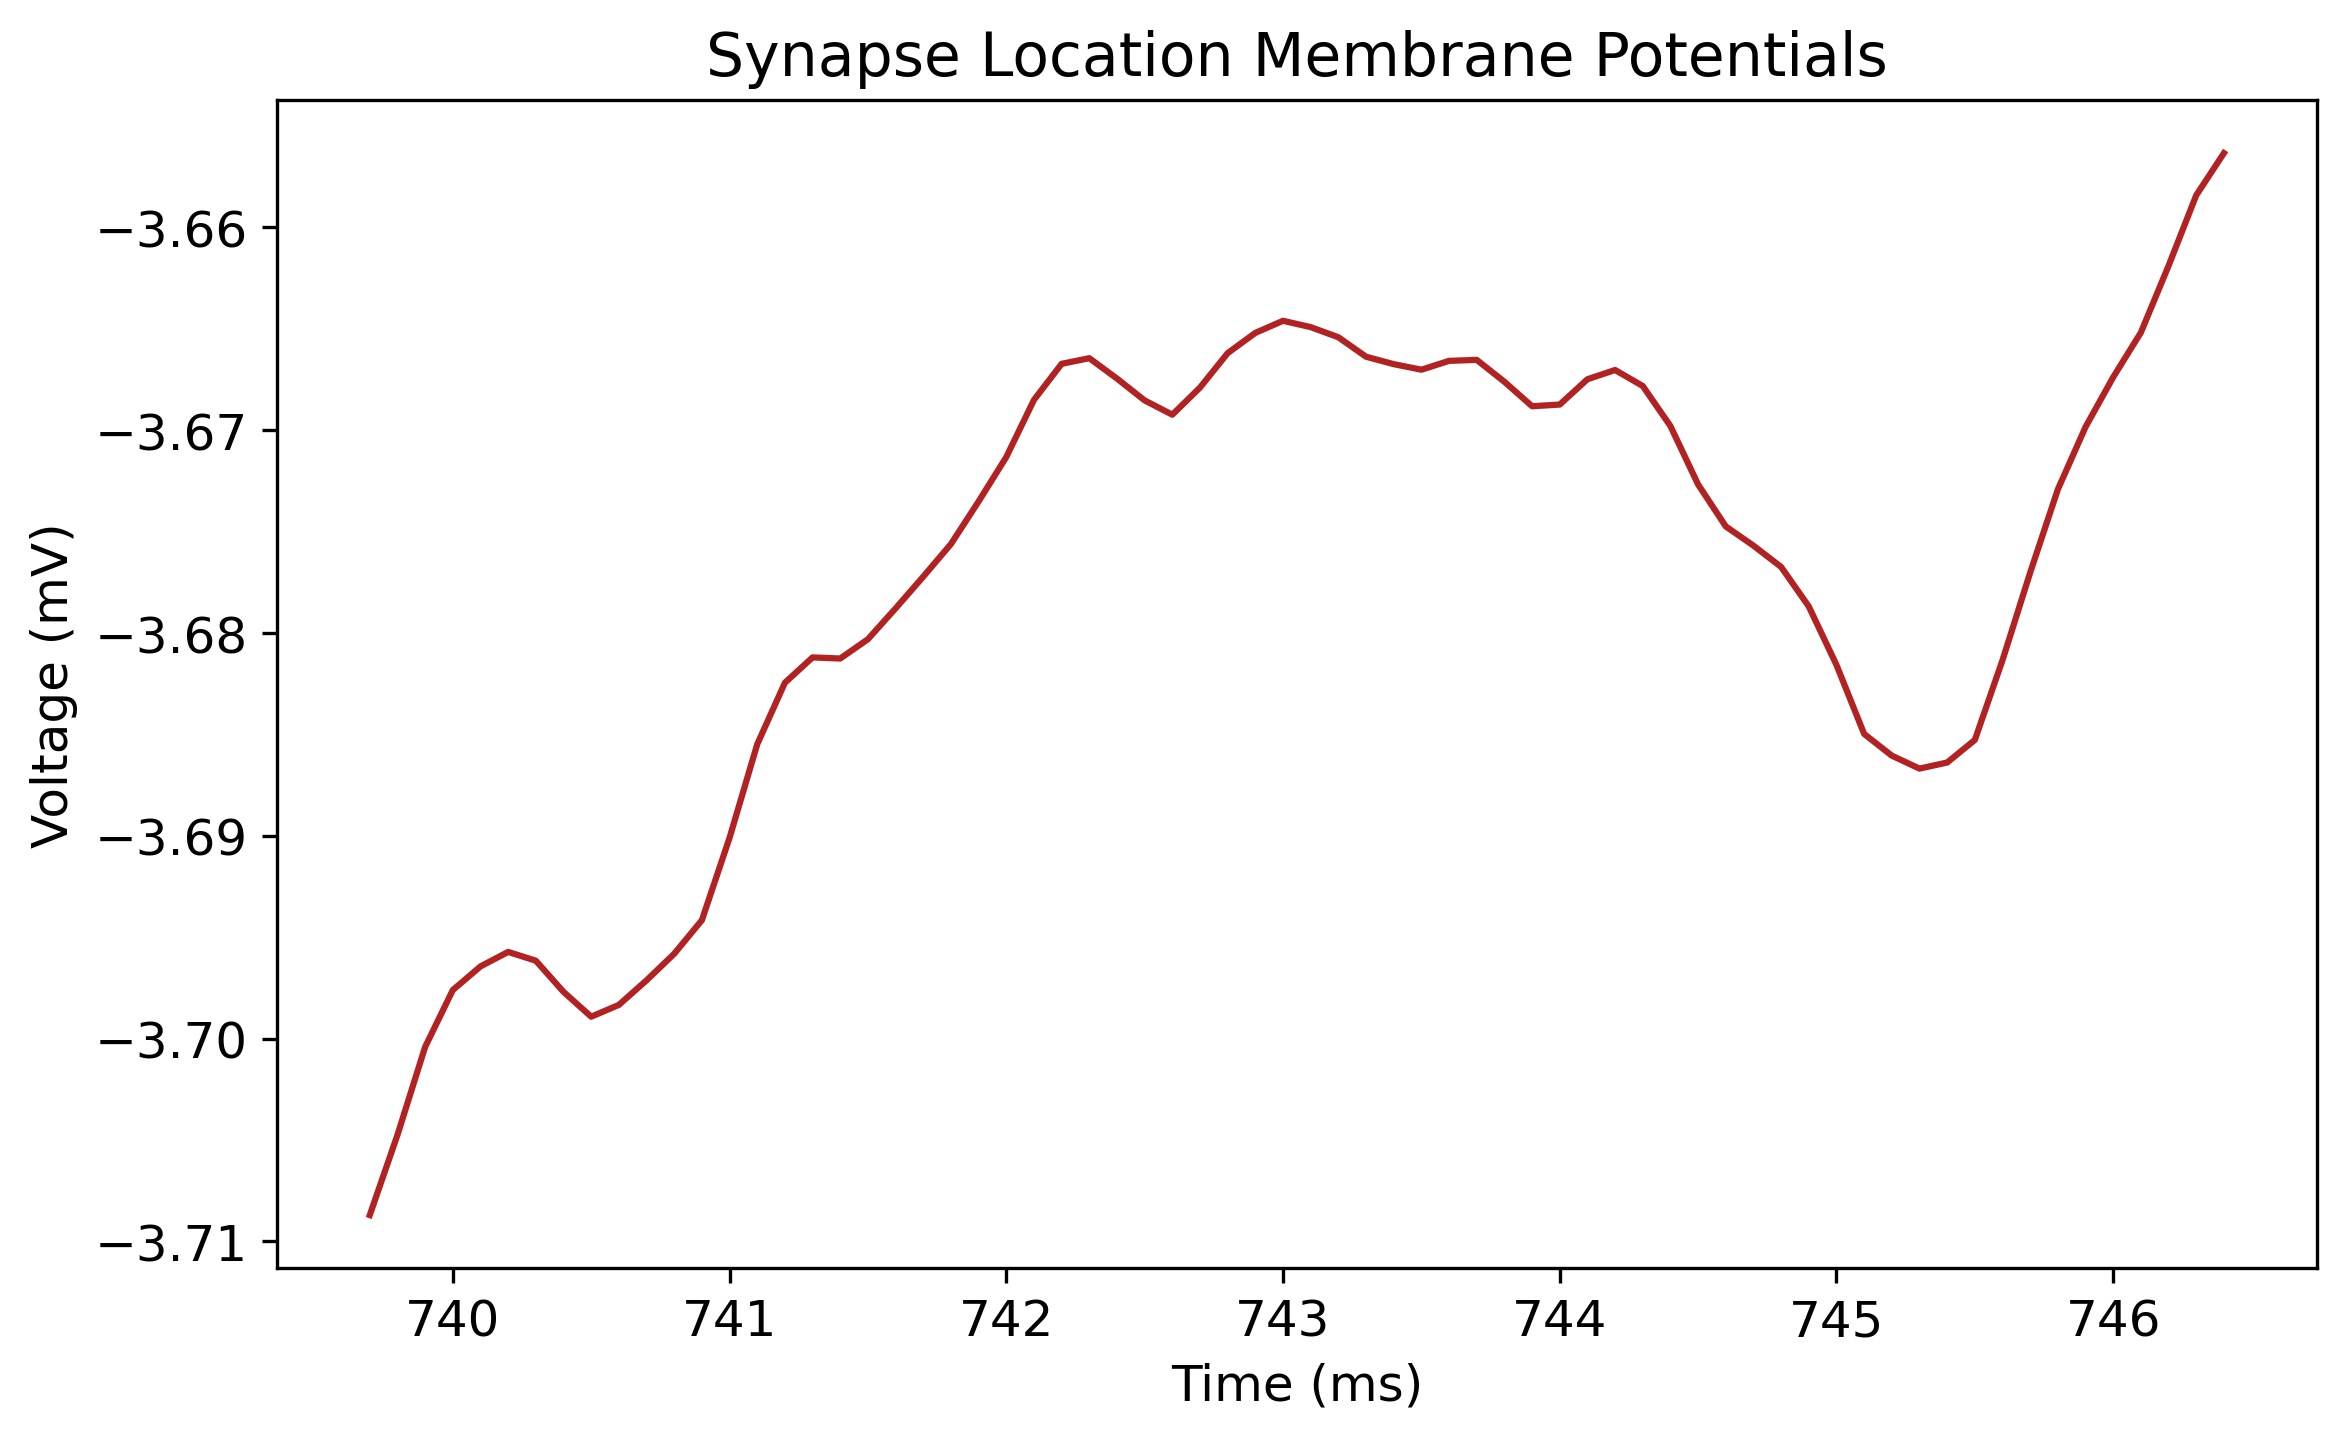 Synapse Location Membrane Potentials
Voltage (mV)
−3.66
−3.67
−3.68
−3.69
−3.70
−3.71
740 741 742 743 744 745 746
Time (ms)